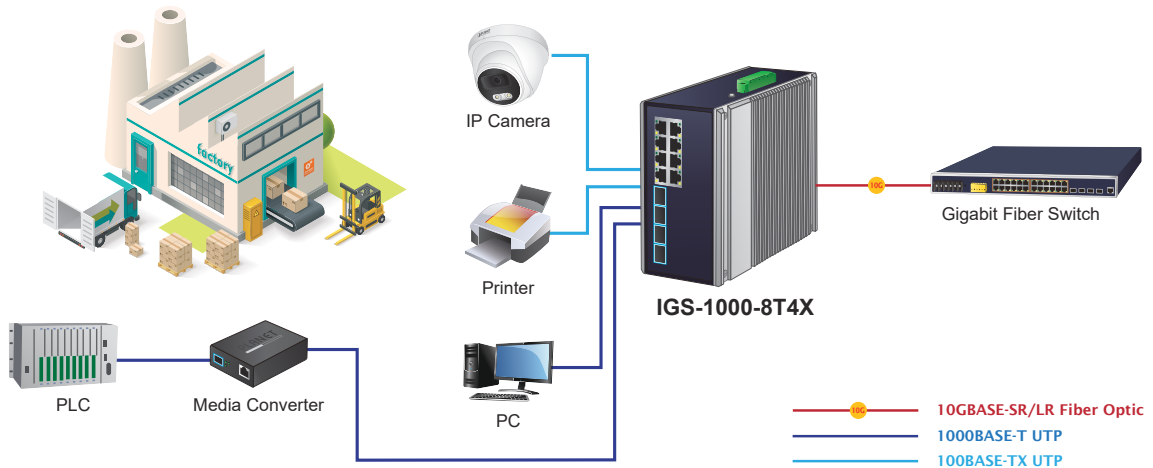 factory
IP Camera
Printer
PLC
Media Converter
PC
IGS-1000-8T4X
10G
Gigabit Fiber Switch
10G 10GBASE-SR/LR Fiber Optic
1000BASE-T UTP
100BASE-TX UTP